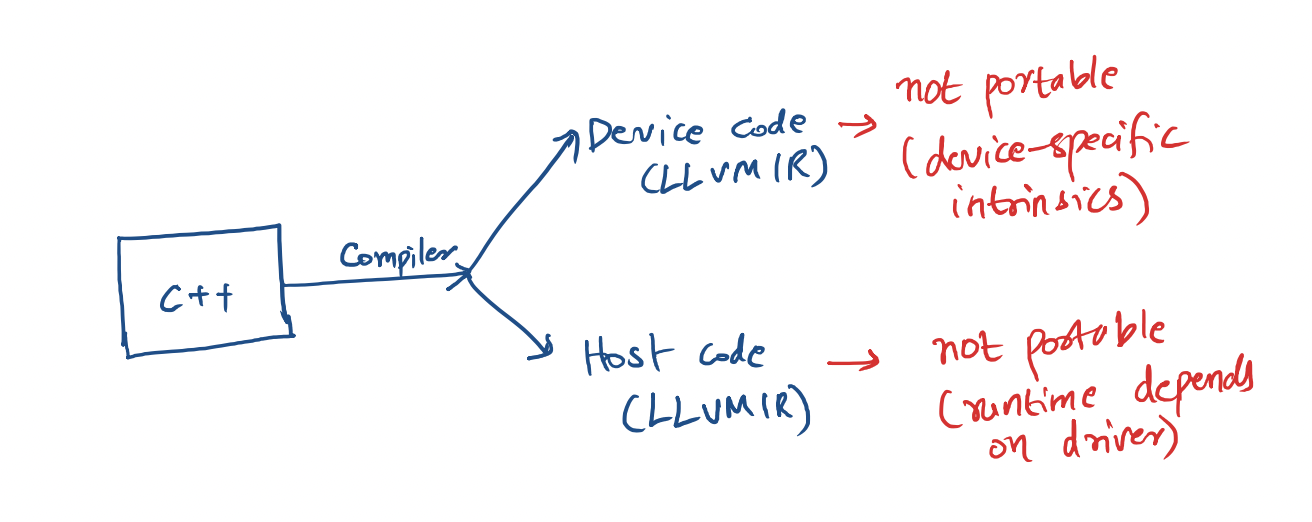 C++
Compiler
Device code
(LLVM IR)
not portable
(device-specific
intrinsics)
Host code
(LLVM IR)
not portable
(runtime depends
on driver)